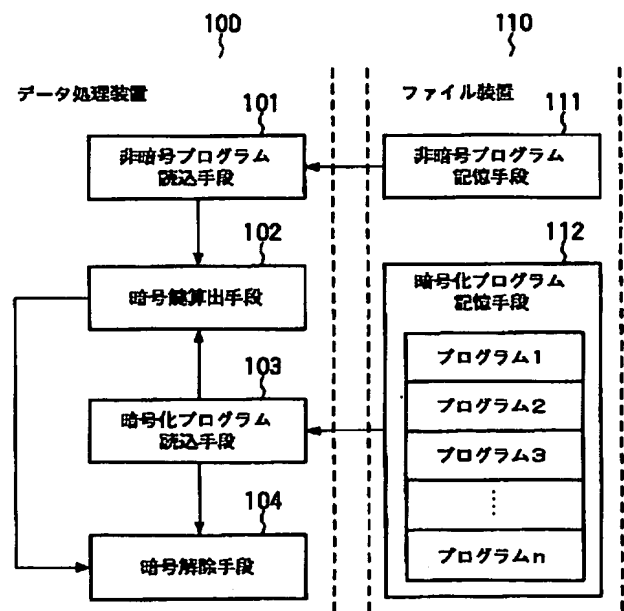 100
110
データ処理装置
ファイル装置
101
111
非暗号プログラム
読込手段
非暗号プログラム
記憶手段
102
112
暗号鍵算出手段
暗号化プログラム
記憶手段
プログラム1
103
プログラム2
暗号化プログラム
読込手段
プログラム3
⋮
104
プログラムn
暗号解除手段